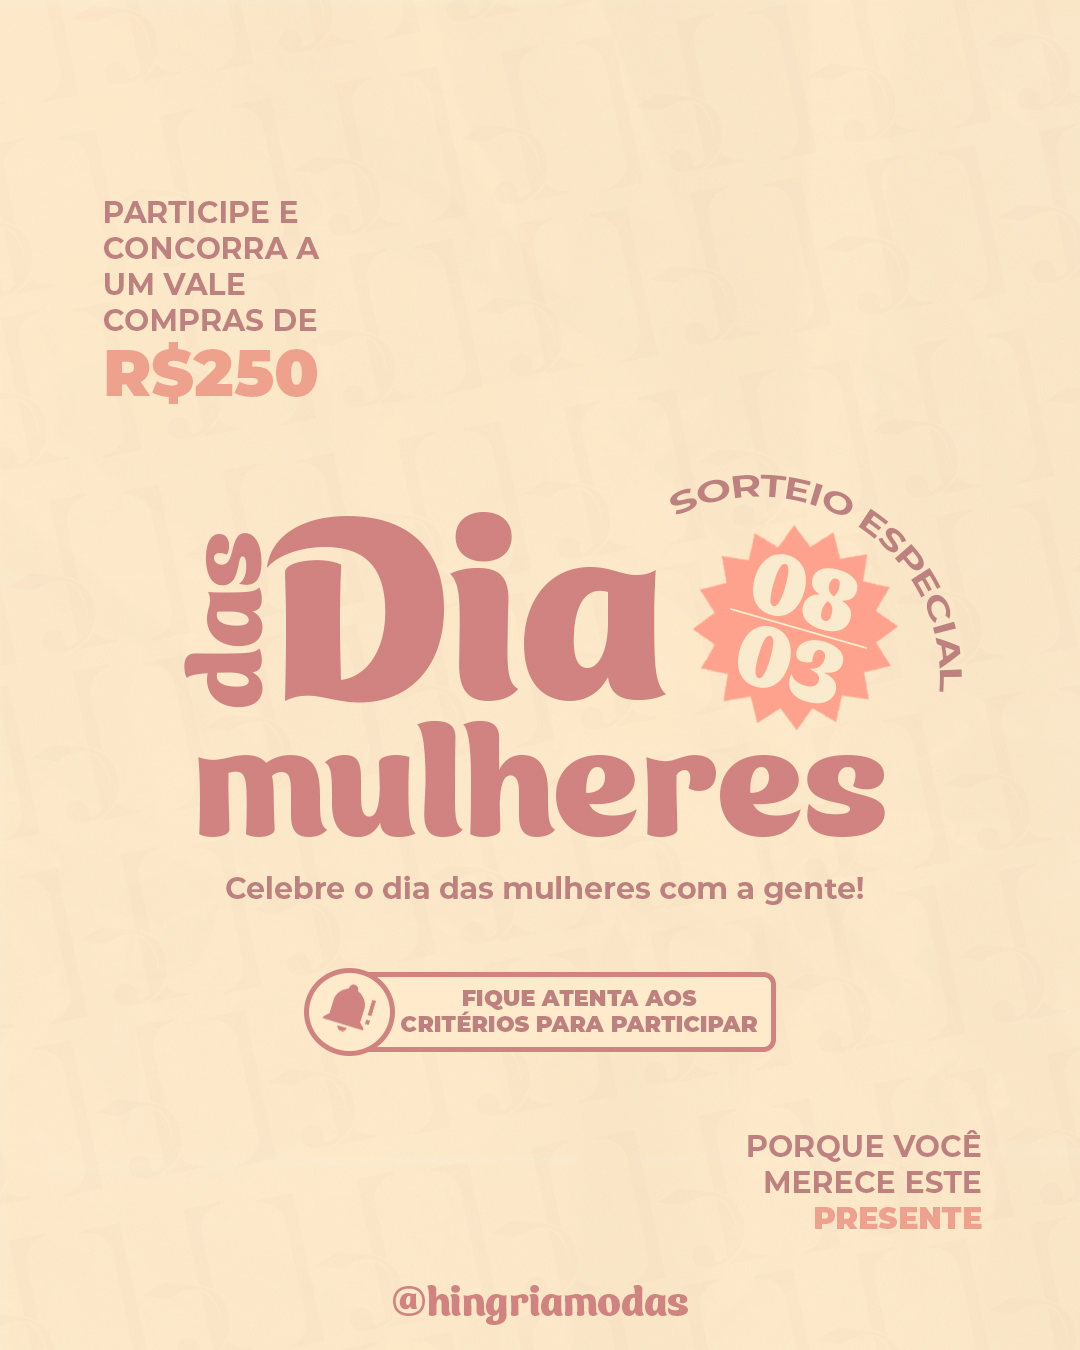 PARTICIPE E
CONCORRA A
UM VALE
COMPRAS DE
R$250
SORTEIO ESPECIAL
Dia
das
mulheres
08
03
Celebre o dia das mulheres com a gente!
FIQUE ATENTA AOS
CRITÉRIOS PARA PARTICIPAR
PORQUE VOCÊ
MERECE ESTE
PRESENTE
@hingriamodas